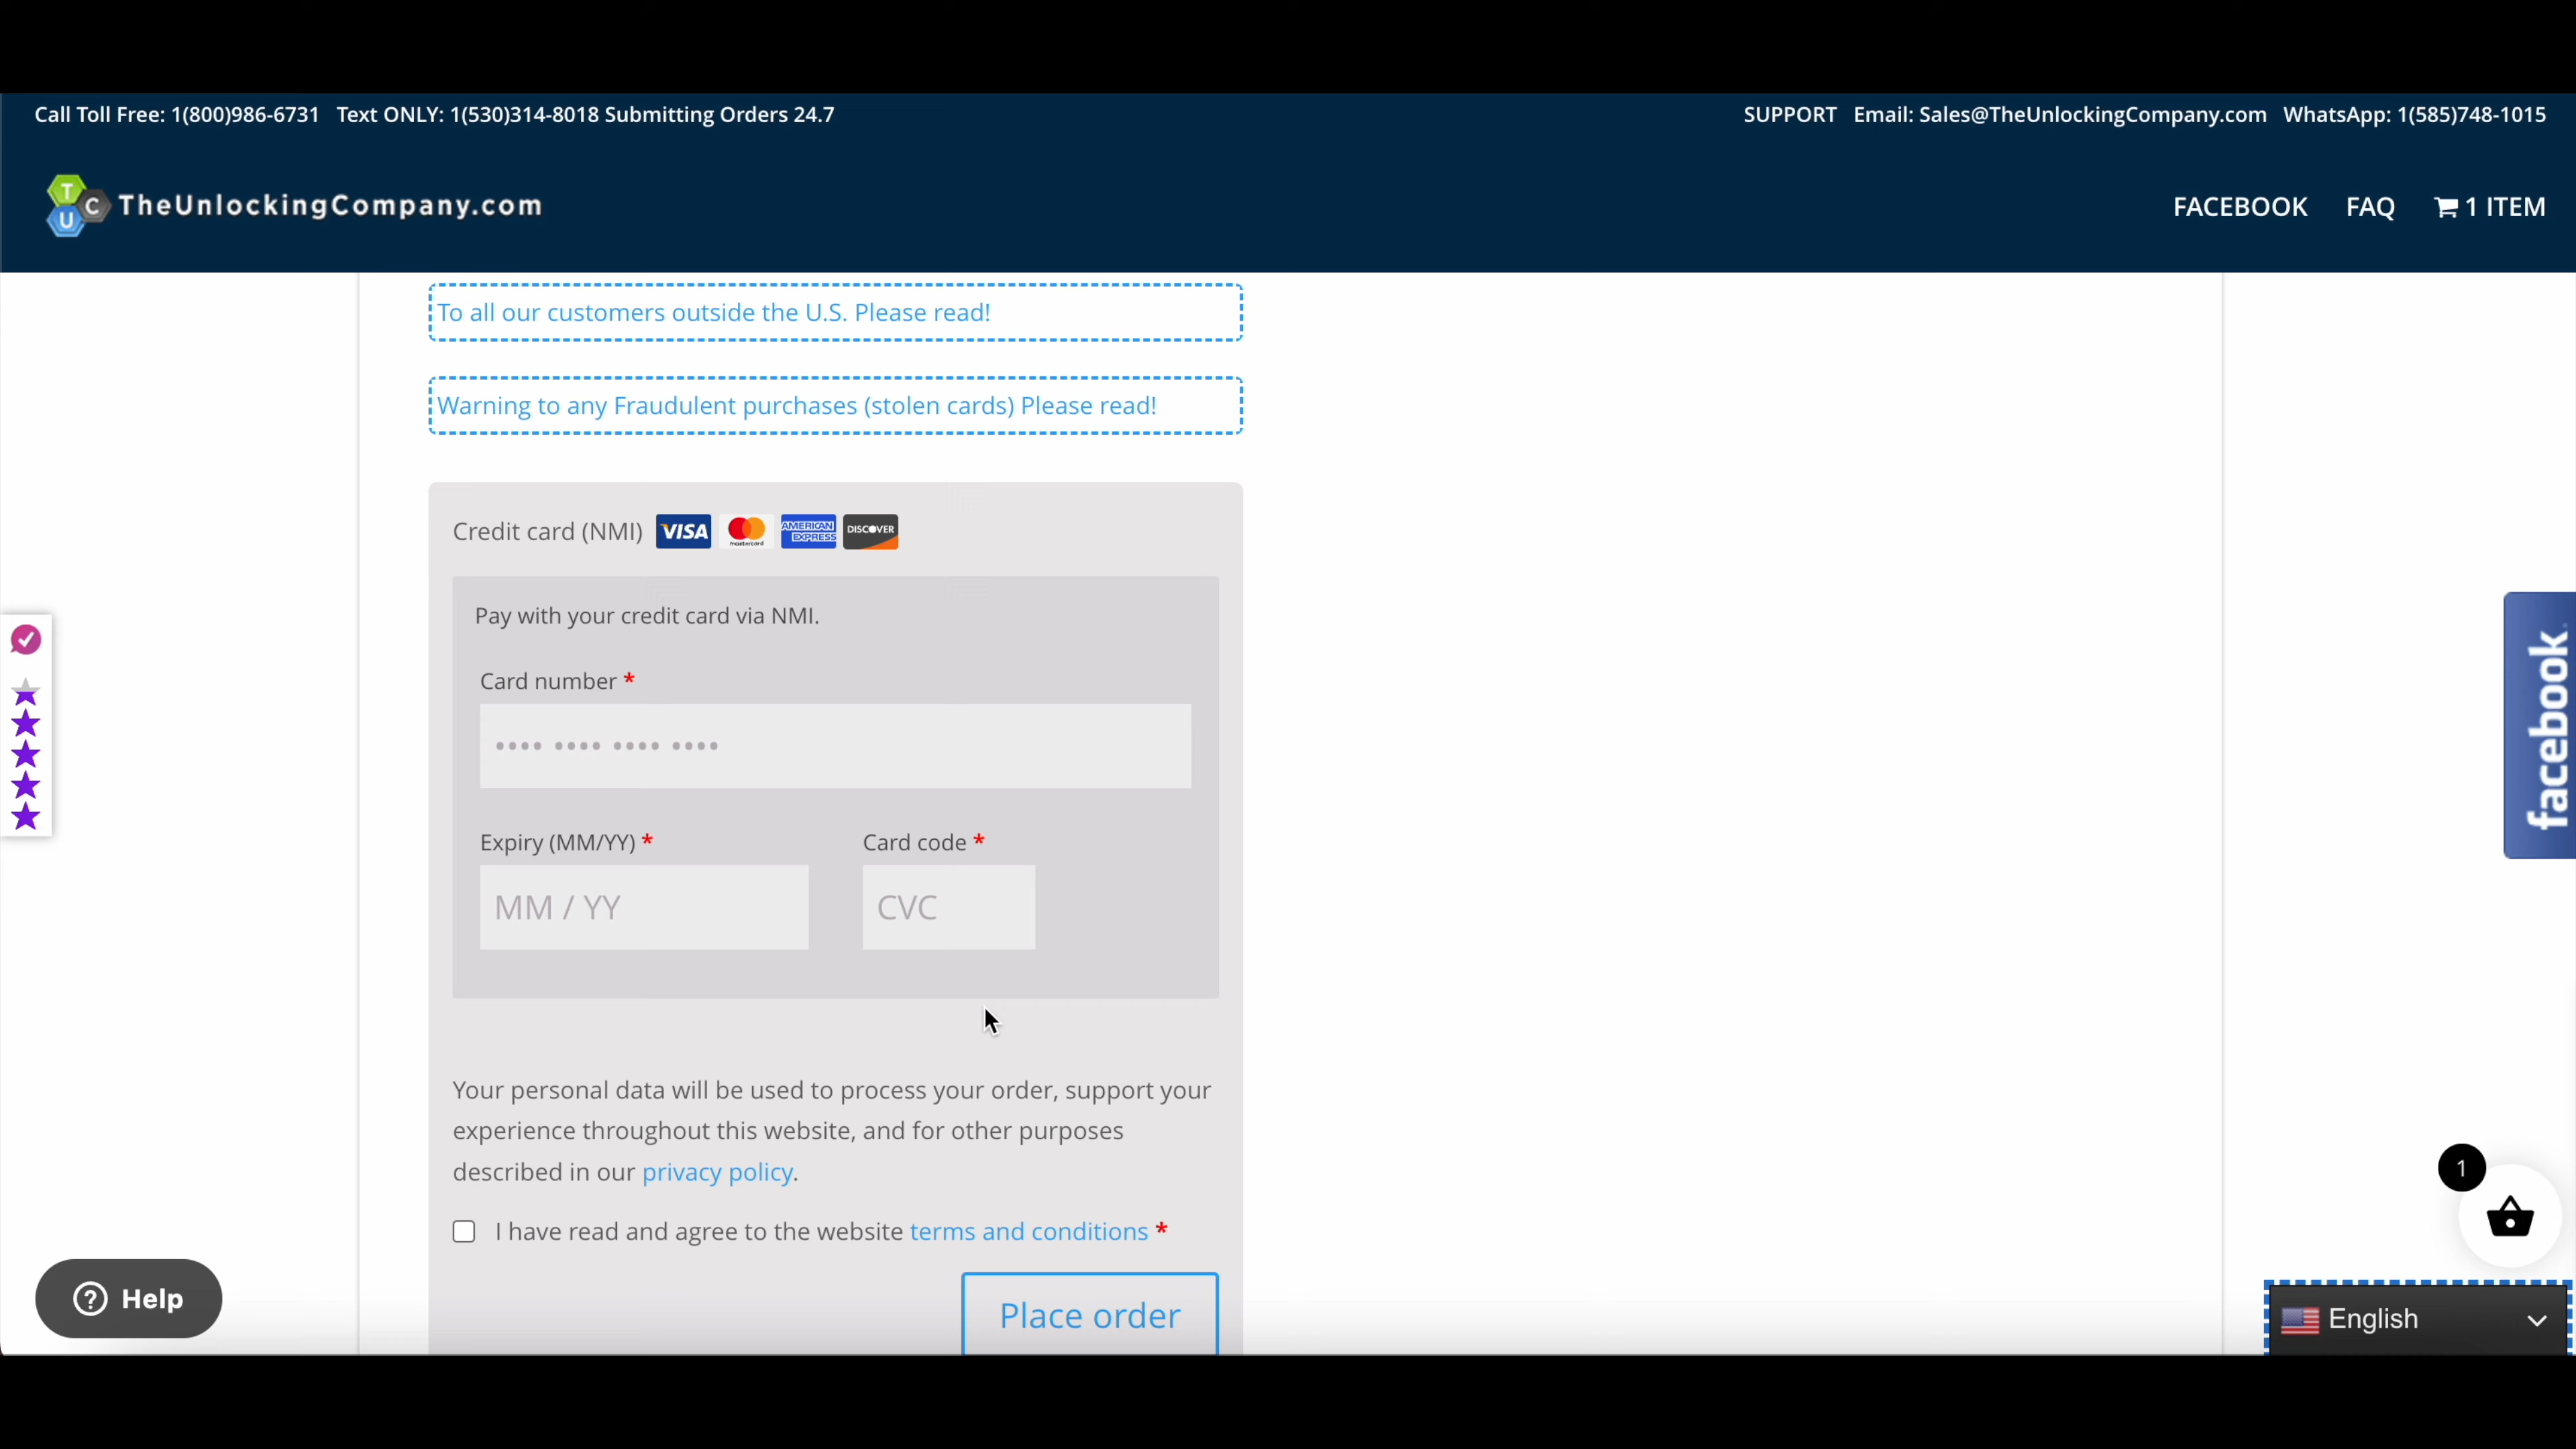 Call Toll Free: 1(800)986-6731 Text ONLY: 1(530)314-8018 Submitting Orders 24.7
SUPPORT Email: Sales@TheUnlockingCompany.com WhatsApp: 1(585)748-1015
T
U
C
TheUnlockingCompany.com
FACEBOOK FAQ 1 ITEM
To all our customers outside the U.S. Please read!
Warning to any Fraudulent purchases (stolen cards) Please read!
Credit card (NMI) VISA mastercard AMERICAN EXPRESS DISCOVER
Pay with your credit card via NMI.
Card number *
•••• •••• •••• ••••
Expiry (MM/YY) * Card code *
MM / YY CVC
Your personal data will be used to process your order, support your
experience throughout this website, and for other purposes
described in our privacy policy.
I have read and agree to the website terms and conditions *
Place order
Help
facebook
1
English